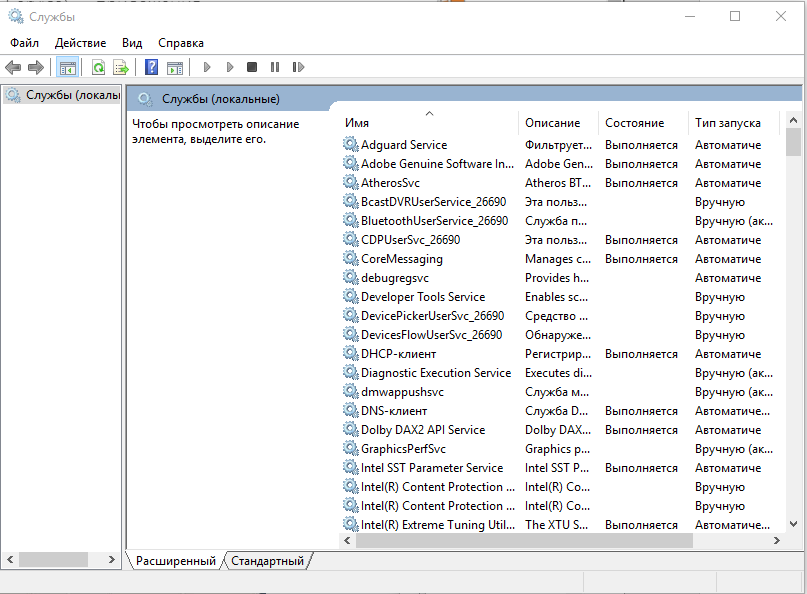 Службы
Файл Действие Вид Справка
Службы (локаль
Службы (локальные)
Чтобы просмотреть описание
элемента, выделите его.
Имя Описание Состояние Тип запуска
Adguard Service Фильтрует... Выполняется Автоматиче
Adobe Genuine Software In... Adobe Gen... Выполняется Автоматиче
AtherosSvc Atheros BT... Выполняется Автоматиче
BcastDVRUserService_26690 Эта польз... Вручную
BluetoothUserService_26690 Служба п... Вручную (ак...
CDPUserSvc_26690 Эта польз... Выполняется Автоматиче
CoreMessaging Manages c... Выполняется Автоматиче
debugregsvc Provides h... Автоматиче
Developer Tools Service Enables sc... Вручную
DevicePickerUserSvc_26690 Средство ... Вручную
DevicesFlowUserSvc_26690 Обнаруже... Вручную
DHCP-клиент Регистрир... Выполняется Автоматиче
Diagnostic Execution Service Executes di... Вручную (ак...
dmwappushsvc Служба м... Вручную (ак...
DNS-клиент Служба D... Выполняется Автоматиче...
Dolby DAX2 API Service Dolby DAX... Выполняется Автоматиче
GraphicsPerfSvc Graphics p... Вручную (ак...
Intel SST Parameter Service Intel SST P... Выполняется Автоматиче
Intel(R) Content Protection ... Intel(R) Co... Вручную
Intel(R) Content Protection ... Intel(R) Co... Вручную
Intel(R) Extreme Tuning Util... The XTU S... Выполняется Автоматиче...
Расширенный Стандартный